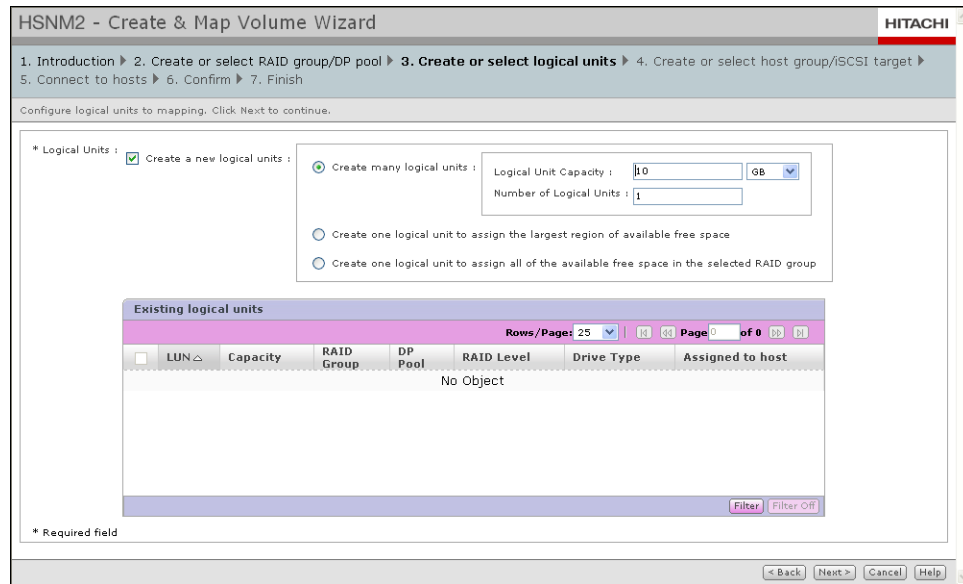 HSNM2 - Create & Map Volume Wizard
HITACHI
1. Introduction ▶ 2. Create or select RAID group/DP pool ▶ 3. Create or select logical units ▶ 4. Create or select host group/iSCSI target ▶
5. Connect to hosts ▶ 6. Confirm ▶ 7. Finish
Configure logical units to mapping. Click Next to continue.
* Logical Units :
Create a new logical units :
Create many logical units :
Logical Unit Capacity : 10 GB
Number of Logical Units : 1
Create one logical unit to assign the largest region of available free space
Create one logical unit to assign all of the available free space in the selected RAID group
Existing logical units
Rows/Page: 25 | Page 0 of 0
LUN Capacity RAID Group DP Pool RAID Level Drive Type Assigned to host
No Object
Filter Filter Off
* Required field
< Back Next > Cancel Help